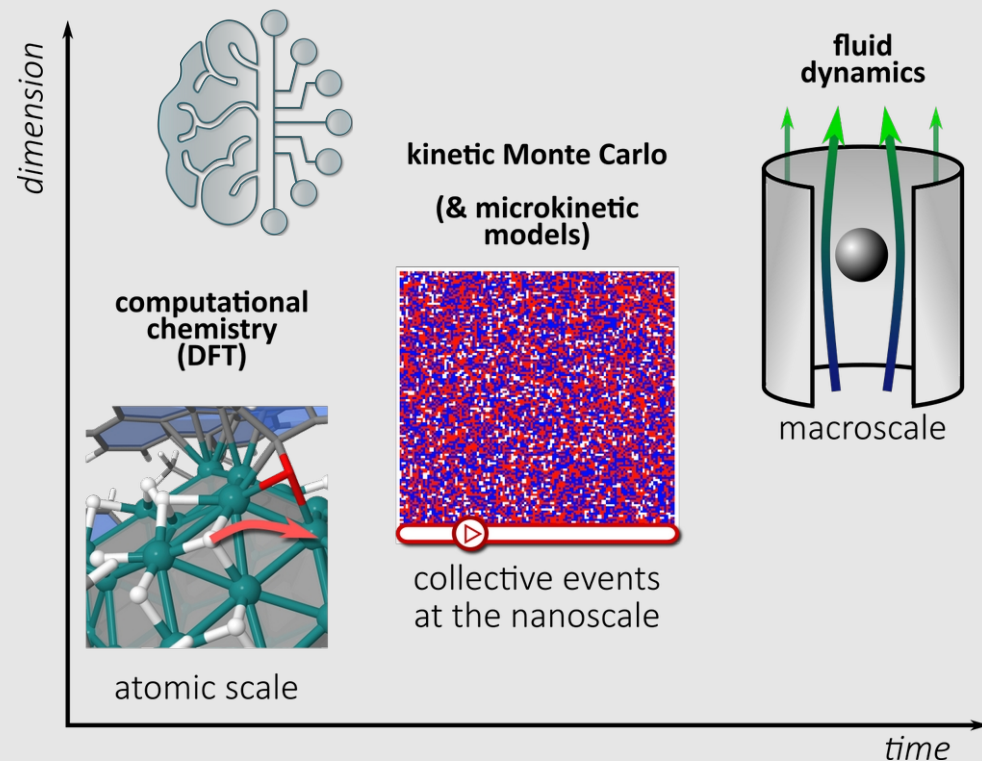 dimension
fluid
dynamics
kinetic Monte Carlo
(& microkinetic
models)
computational
chemistry
(DFT)
macroscale
collective events
at the nanoscale
atomic scale
time